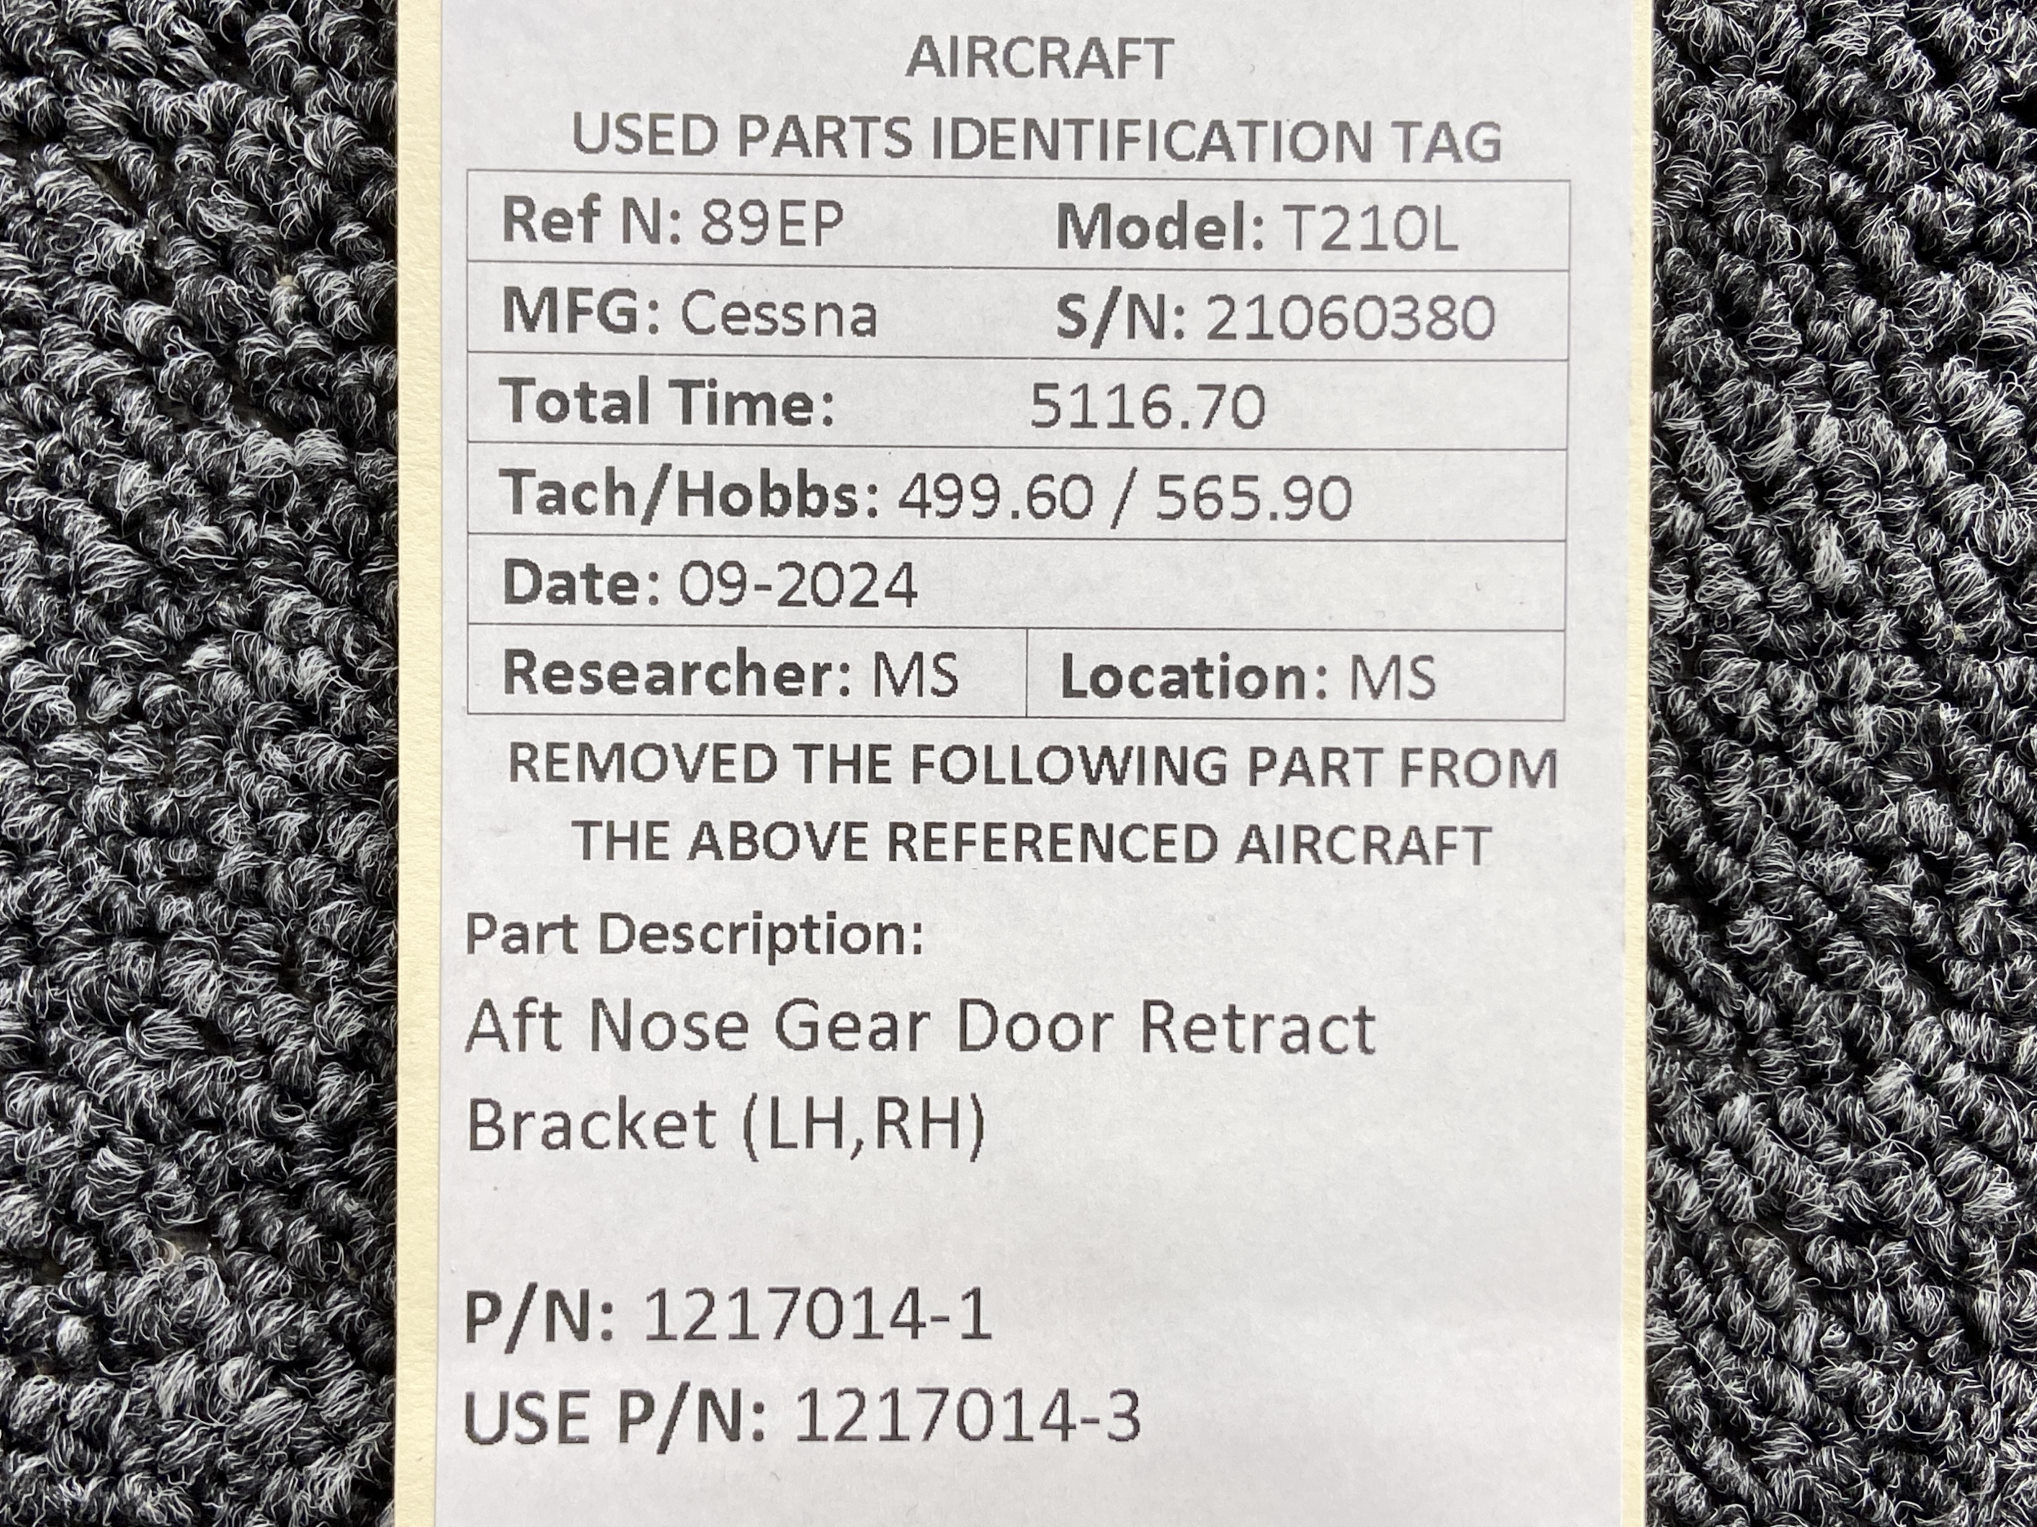 AIRCRAFT
USED PARTS IDENTIFICATION TAG
Ref N: 89EP Model: T210L
MFG: Cessna S/N: 21060380
Total Time: 5116.70
Tach/Hobbs: 499.60 / 565.90
Date: 09-2024
Researcher: MS Location: MS
REMOVED THE FOLLOWING PART FROM
THE ABOVE REFERENCED AIRCRAFT
Part Description:
Aft Nose Gear Door Retract
Bracket (LH,RH)
P/N: 1217014-1
USE P/N: 1217014-3